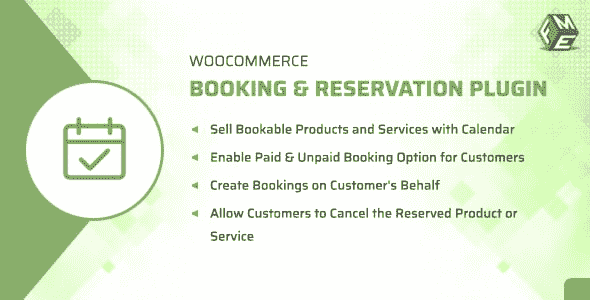 FME
WOOCOMMERCE
BOOKING & RESERVATION PLUGIN
Sell Bookable Products and Services with Calendar
Enable Paid & Unpaid Booking Option for Customers
Create Bookings on Customer's Behalf
Allow Customers to Cancel the Reserved Product or
Service